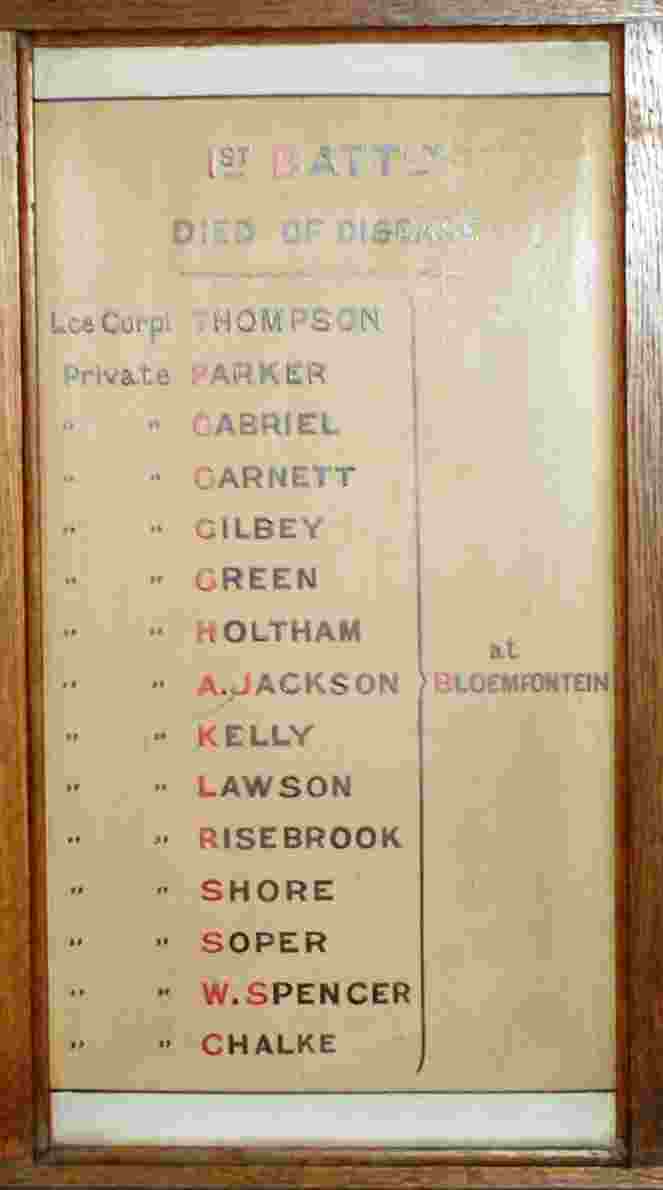 1ST BATTN
DIED OF DISEASE
Lce Corpl THOMPSON
Private PARKER
" " GABRIEL
" " GARNETT
" " GILBEY
" " GREEN
" " HOLTHAM
" " A. JACKSON
" " KELLY
" " LAWSON
" " RISEBROOK
" " SHORE
" " SOPER
" " W. SPENCER
" " CHALKE
at
BLOEMFONTEIN